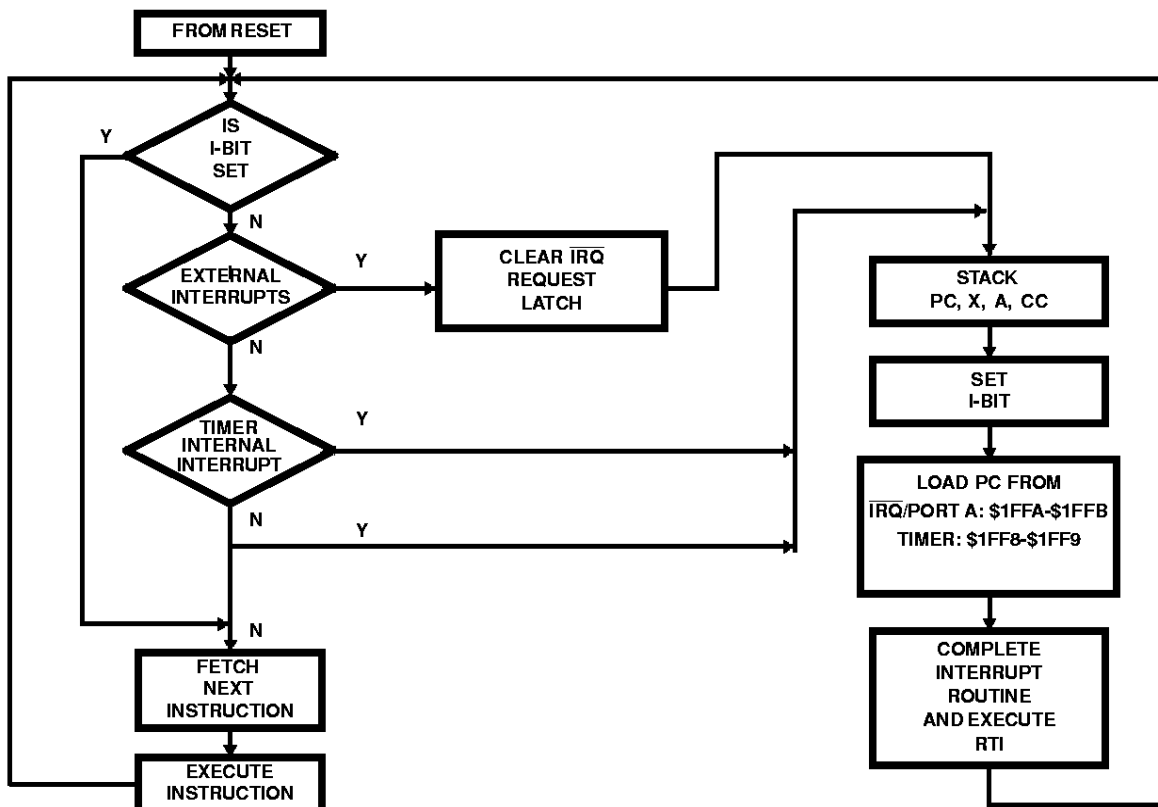 FROM RESET
Y
IS
I-BIT
SET
N
EXTERNAL
INTERRUPTS
Y
CLEAR IRQ
REQUEST
LATCH
N
TIMER
INTERNAL
INTERRUPT
Y
N
Y
N
FETCH
NEXT
INSTRUCTION
EXECUTE
INSTRUCTION
STACK
PC, X, A, CC
SET
I-BIT
LOAD PC FROM
IRQ/PORT A: $1FFA-$1FFB
TIMER: $1FF8-$1FF9
COMPLETE
INTERRUPT
ROUTINE
AND EXECUTE
RTI